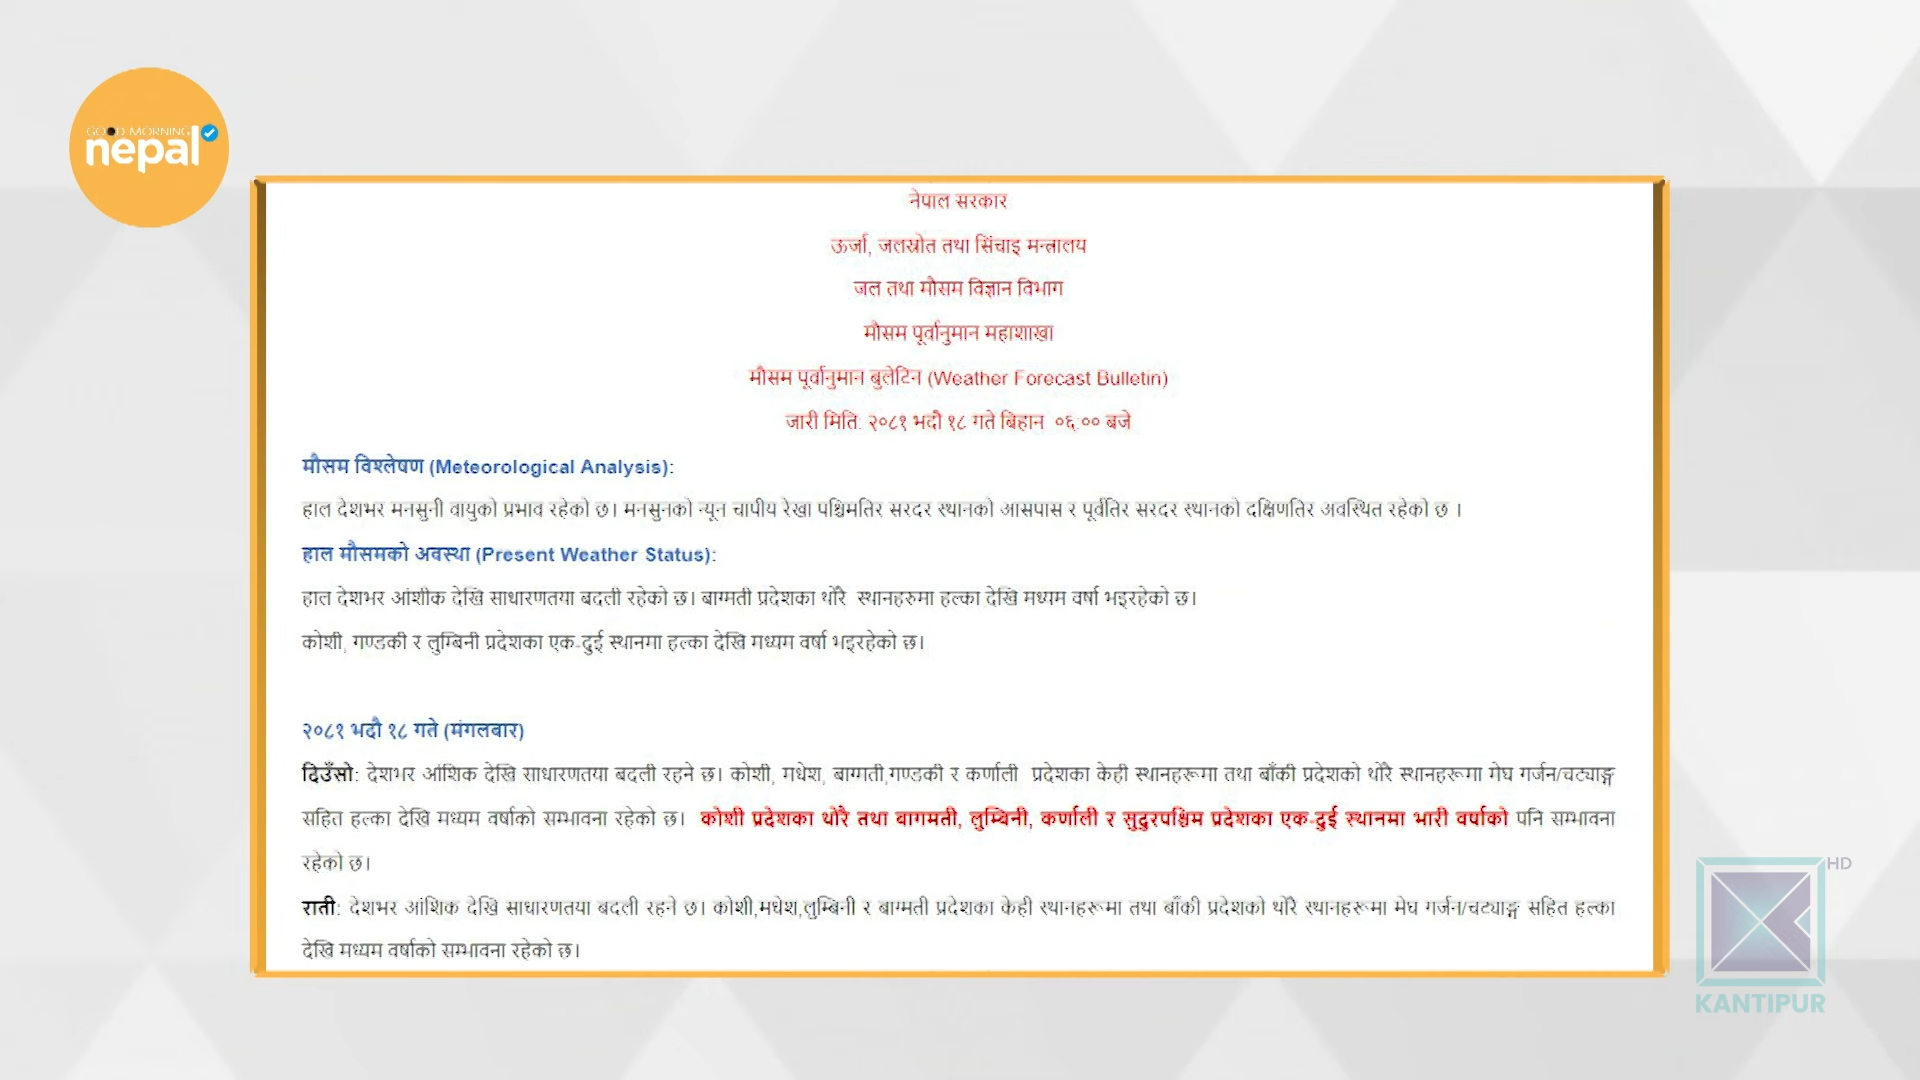 GOOD MORNING
nepal
नेपाल सरकार
ऊर्जा, जलस्रोत तथा सिंचाइ मन्त्रालय
जल तथा मौसम विज्ञान विभाग
मौसम पूर्वानुमान महाशाखा
मौसम पूर्वानुमान बुलेटिन (Weather Forecast Bulletin)
जारी मिति: २०८१ भदौ १८ गते बिहान ०६:०० बजे
मौसम विश्लेषण (Meteorological Analysis):
हाल देशभर मनसुनी वायुको प्रभाव रहेको छ। मनसुनको न्यून चापीय रेखा पश्चिमतिर सरदर स्थानको आसपास र पूर्वतिर सरदर स्थानको दक्षिणतिर अवस्थित रहेको छ ।
हाल मौसमको अवस्था (Present Weather Status):
हाल देशभर आंशीक देखि साधारणतया बदली रहेको छ। बाग्मती प्रदेशका थोरै स्थानहरुमा हल्का देखि मध्यम वर्षा भइरहेको छ।
कोशी, गण्डकी र लुम्बिनी प्रदेशका एक-दुई स्थानमा हल्का देखि मध्यम वर्षा भइरहेको छ।
२०८१ भदौ १८ गते (मंगलबार)
दिउँसो: देशभर आंशिक देखि साधारणतया बदली रहने छ। कोशी, मधेश, बाग्मती,गण्डकी र कर्णाली प्रदेशका केही स्थानहरूमा तथा बाँकी प्रदेशको थोरै स्थानहरूमा मेघ गर्जन/चट्याङ्ग
सहित हल्का देखि मध्यम वर्षाको सम्भावना रहेको छ। कोशी प्रदेशका थोरै तथा बागमती, लुम्बिनी, कर्णाली र सुदुरपश्चिम प्रदेशका एक-दुई स्थानमा भारी वर्षाको पनि सम्भावना
रहेको छ।
राती: देशभर आंशिक देखि साधारणतया बदली रहने छ। कोशी,मधेश,लुम्बिनी र बाग्मती प्रदेशका केही स्थानहरूमा तथा बाँकी प्रदेशको थोरै स्थानहरूमा मेघ गर्जन/चट्याङ्ग सहित हल्का
देखि मध्यम वर्षाको सम्भावना रहेको छ।
HD
KANTIPUR